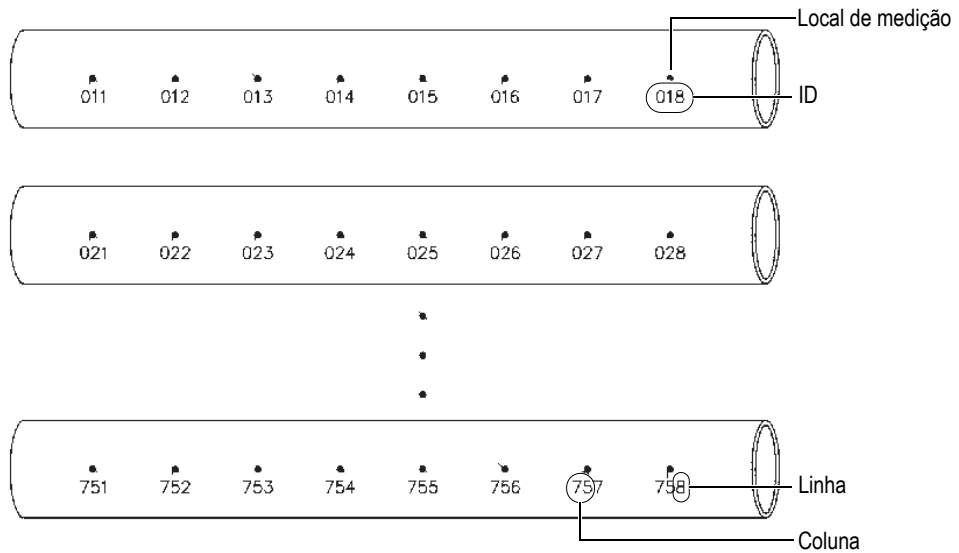 Local de medição
011 012 013 014 015 016 017 018 ID
021 022 023 024 025 026 027 028
751 752 753 754 755 756 757 758 Linha
Coluna